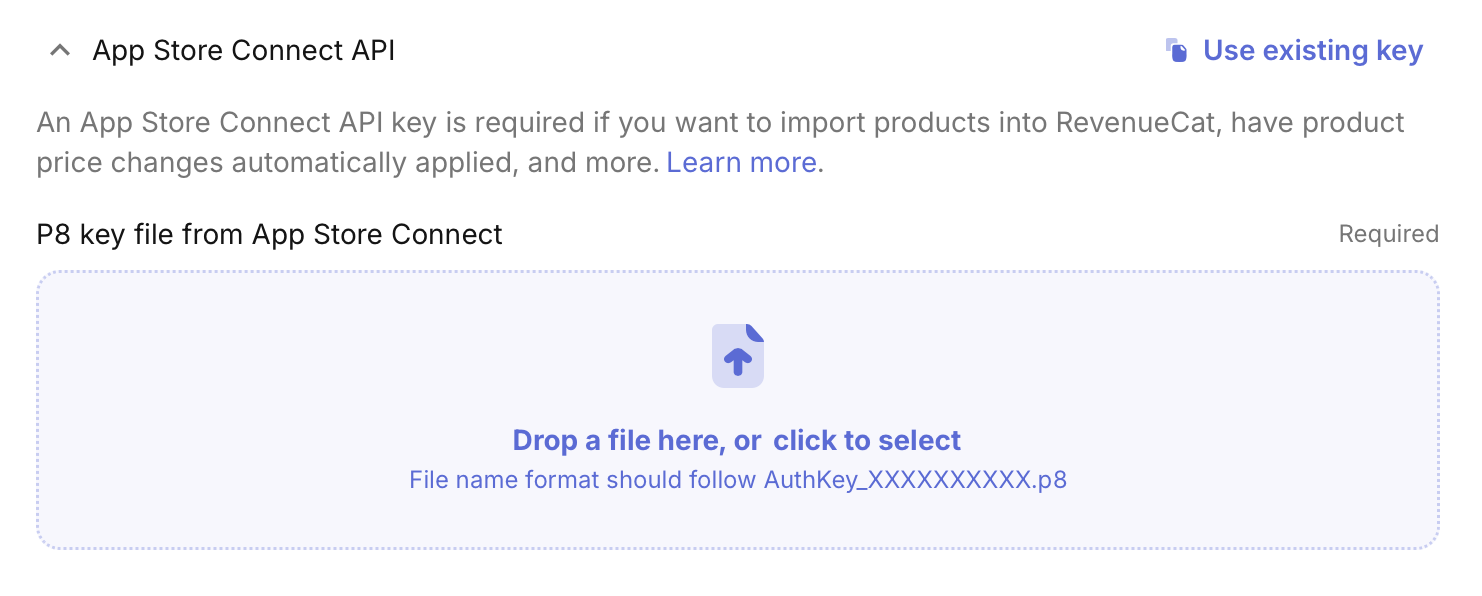 App Store Connect API
Use existing key
An App Store Connect API key is required if you want to import products into RevenueCat, have product
price changes automatically applied, and more. Learn more.
P8 key file from App Store Connect
Required
Drop a file here, or click to select
File name format should follow AuthKey_XXXXXXXXXX.p8